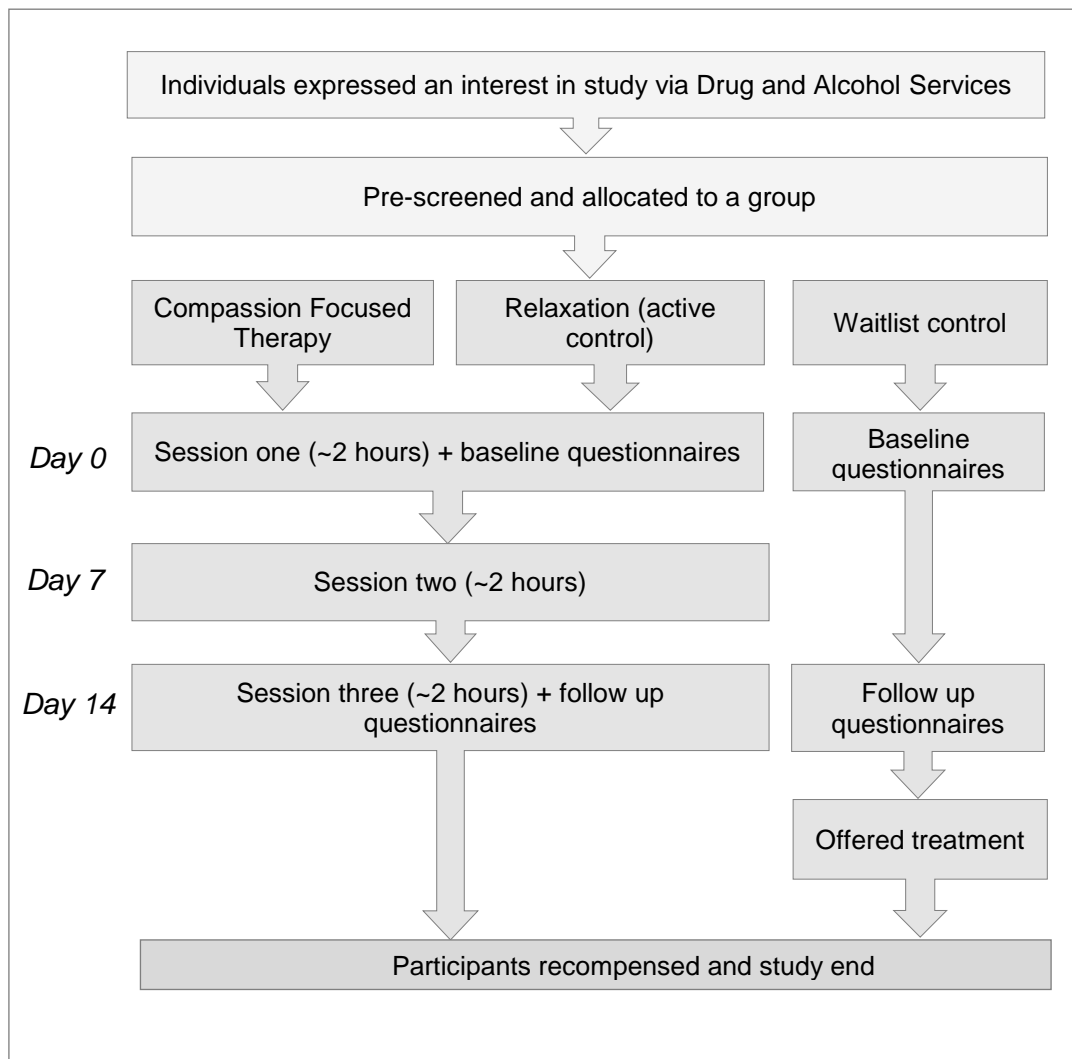 Individuals expressed an interest in study via Drug and Alcohol Services
Pre-screened and allocated to a group
Compassion Focused
Therapy
Relaxation (active
control)
Waitlist control
Day 0
Session one (~2 hours) + baseline questionnaires
Baseline
questionnaires
Day 7
Session two (~2 hours)
Day 14
Session three (~2 hours) + follow up
questionnaires
Follow up
questionnaires
Offered treatment
Participants recompensed and study end